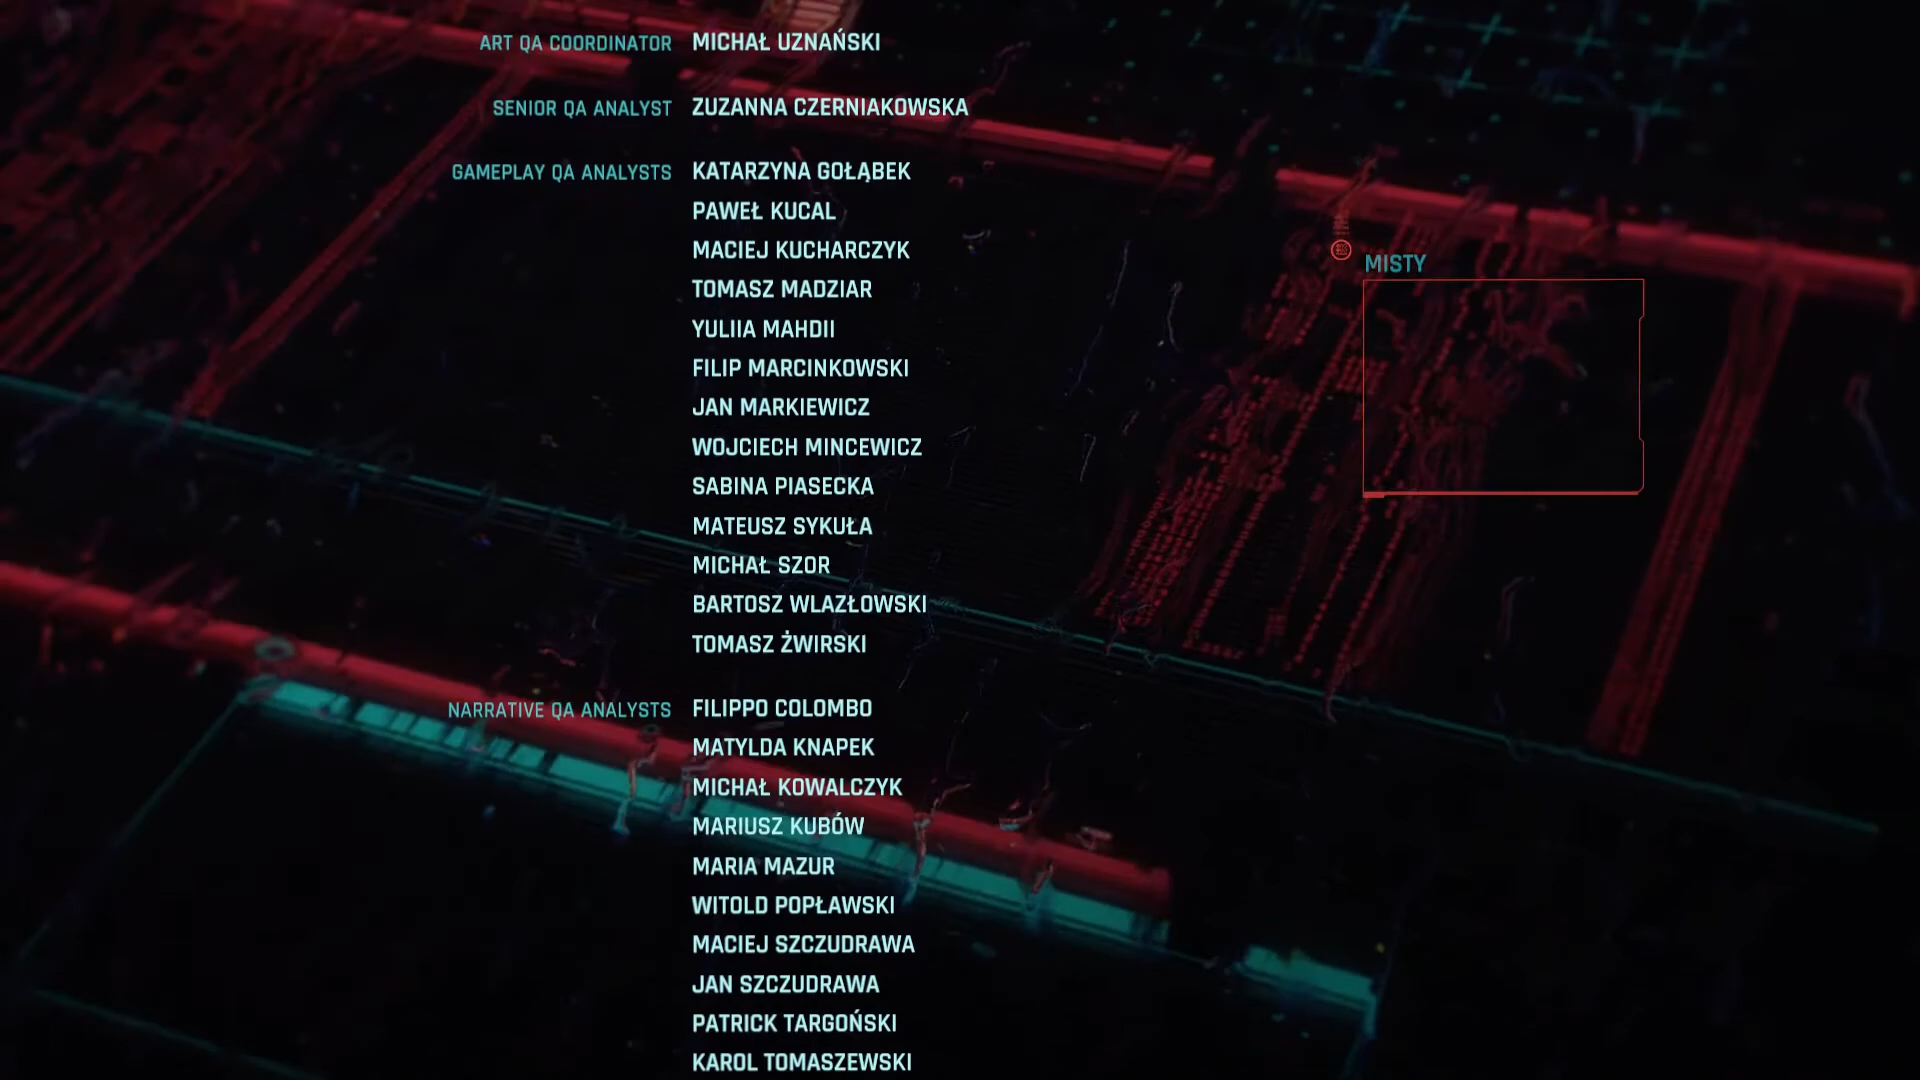 ART QA COORDINATOR MICHAŁ UZNAŃSKI
SENIOR QA ANALYST ZUZANNA CZERNIAKOWSKA
GAMEPLAY QA ANALYSTS KATARZYNA GOŁĄBEK
PAWEŁ KUCAL
MACIEJ KUCHARCZYK
TOMASZ MADZIAR
YULIIA MAHDII
FILIP MARCINKOWSKI
JAN MARKIEWICZ
WOJCIECH MINCEWICZ
SABINA PIASECKA
MATEUSZ SYKUŁA
MICHAŁ SZOR
BARTOSZ WLAZŁOWSKI
TOMASZ ŻWIRSKI
NARRATIVE QA ANALYSTS FILIPPO COLOMBO
MATYLDA KNAPEK
MICHAŁ KOWALCZYK
MARIUSZ KUBÓW
MARIA MAZUR
WITOLD POPŁAWSKI
MACIEJ SZCZUDRAWA
JAN SZCZUDRAWA
PATRICK TARGOŃSKI
KAROL TOMASZEWSKI
MISTY